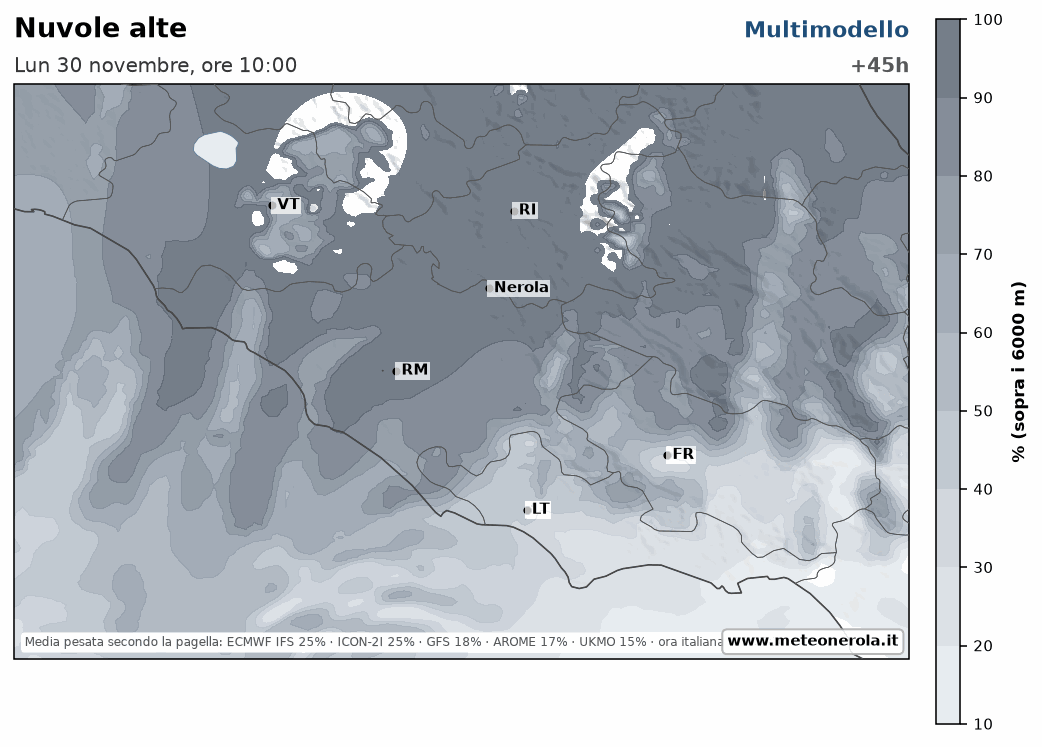 Nuvole alte
Multimodello
Lun 30 novembre, ore 10:00
+45h
100
90
80
70
60
50
40
30
20
10
% (sopra i 6000 m)
VT
RI
Nerola
RM
FR
LT
Media pesata secondo la pagella: ECMWF IFS 25% · ICON-2I 25% · GFS 18% · AROME 17% · UKMO 15% · ora italiana
www.meteonerola.it